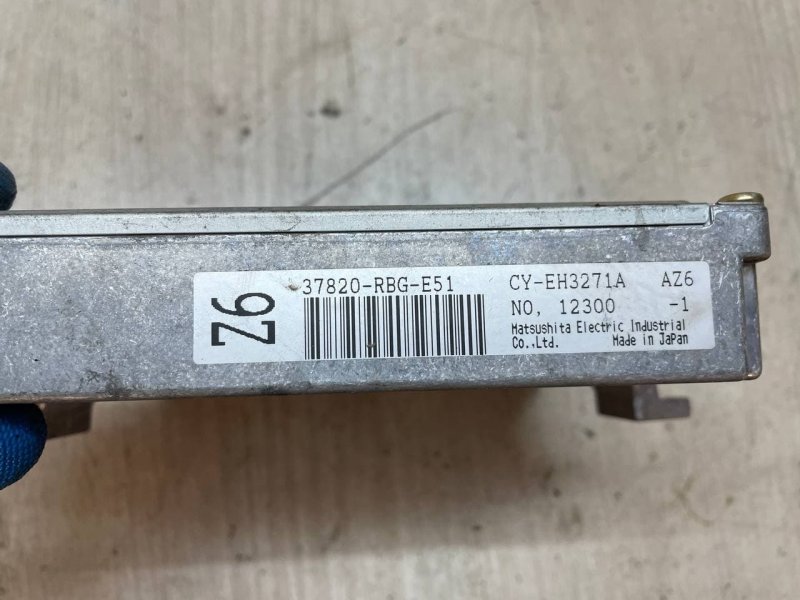 Z6
37820-RBG-E51 CY-EH3271A AZ6
NO, 12300 -1
Matsushita Electric Industrial
Co.,Ltd. Made in JaPan